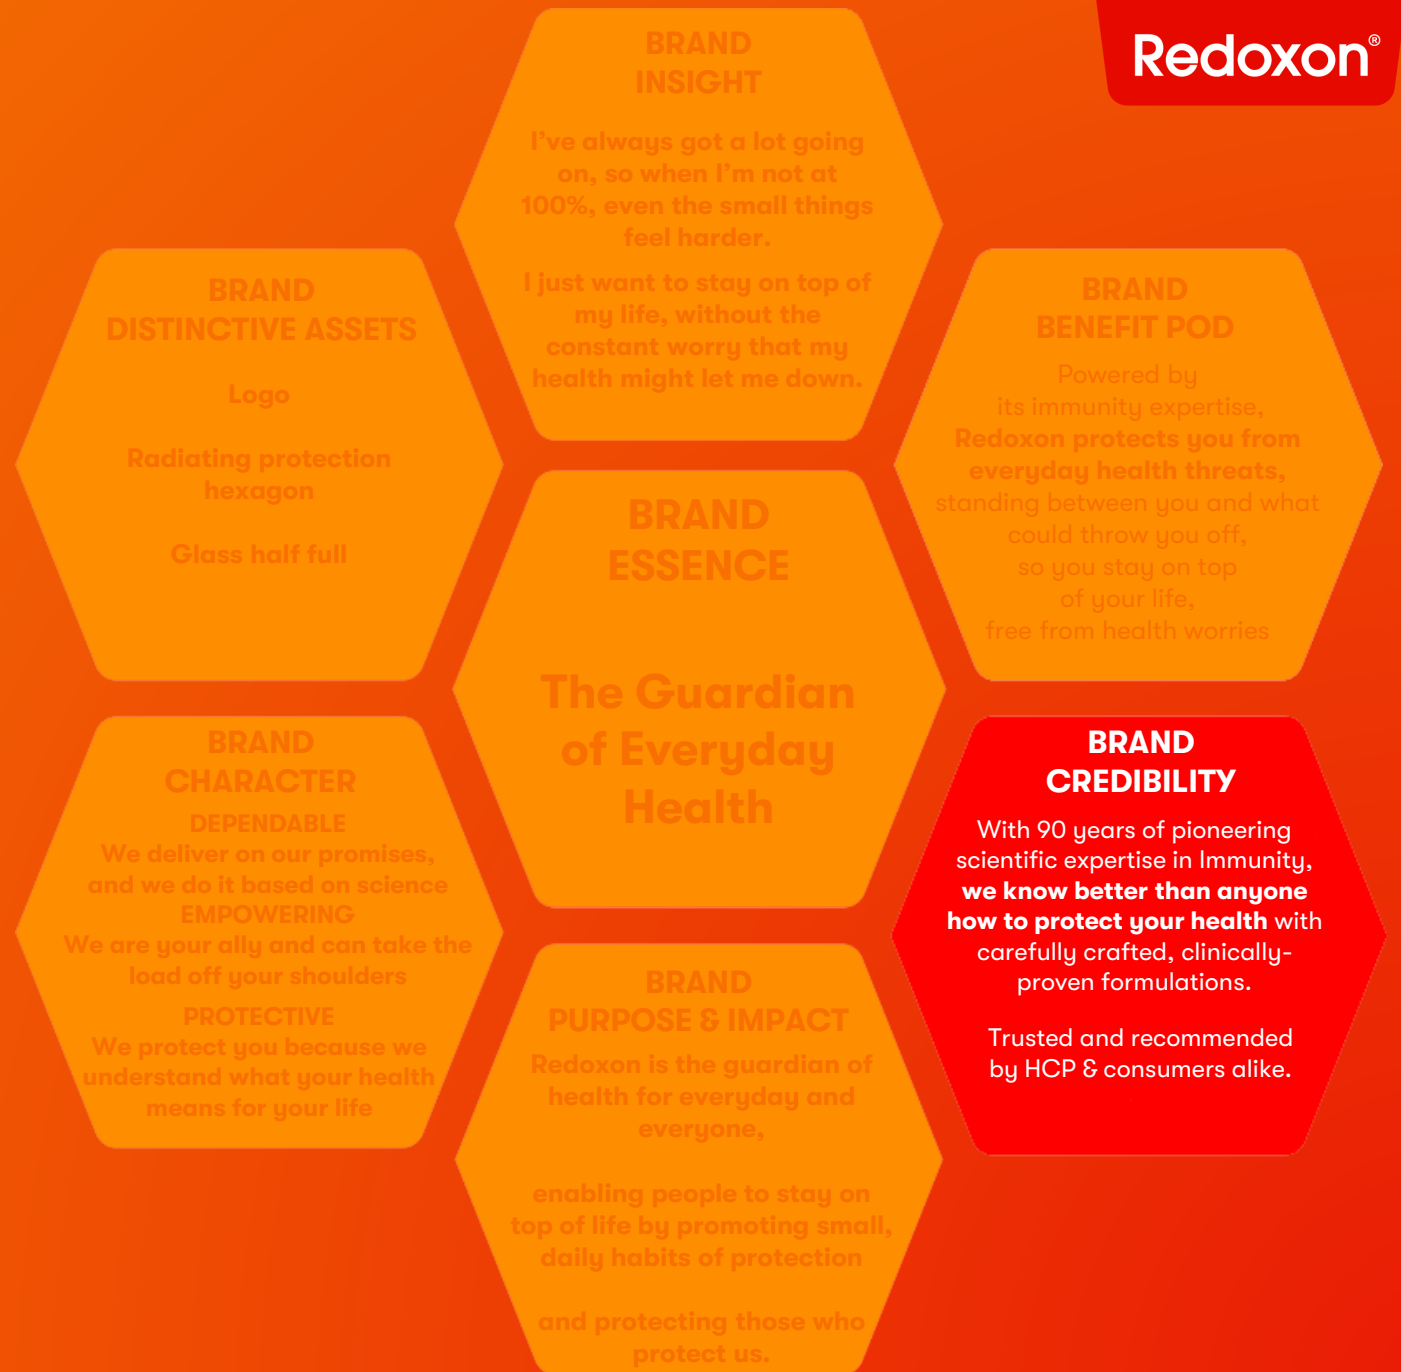 Redoxon®
BRAND
INSIGHT
I've always got a lot going
on, so when I'm not at
100%, even the small things
feel harder.
I just want to stay on top of
my life, without the
constant worry that my
health might let me down.
BRAND
DISTINCTIVE ASSETS
Logo
Radiating protection
hexagon
Glass half full
BRAND
BENEFIT POD
Powered by
its immunity expertise,
Redoxon protects you from
everyday health threats,
standing between you and what
could throw you off,
so you stay on top
of your life,
free from health worries
BRAND
ESSENCE
The Guardian
of Everyday
Health
BRAND
CHARACTER
DEPENDABLE
We deliver on our promises,
and we do it based on science
EMPOWERING
We are your ally and can take the
load off your shoulders
PROTECTIVE
We protect you because we
understand what your health
means for your life
BRAND
CREDIBILITY
With 90 years of pioneering
scientific expertise in Immunity,
we know better than anyone
how to protect your health with
carefully crafted, clinically-
proven formulations.
Trusted and recommended
by HCP & consumers alike.
BRAND
PURPOSE & IMPACT
Redoxon is the guardian of
health for everyday and
everyone,
enabling people to stay on
top of life by promoting small,
daily habits of protection
and protecting those who
protect us.